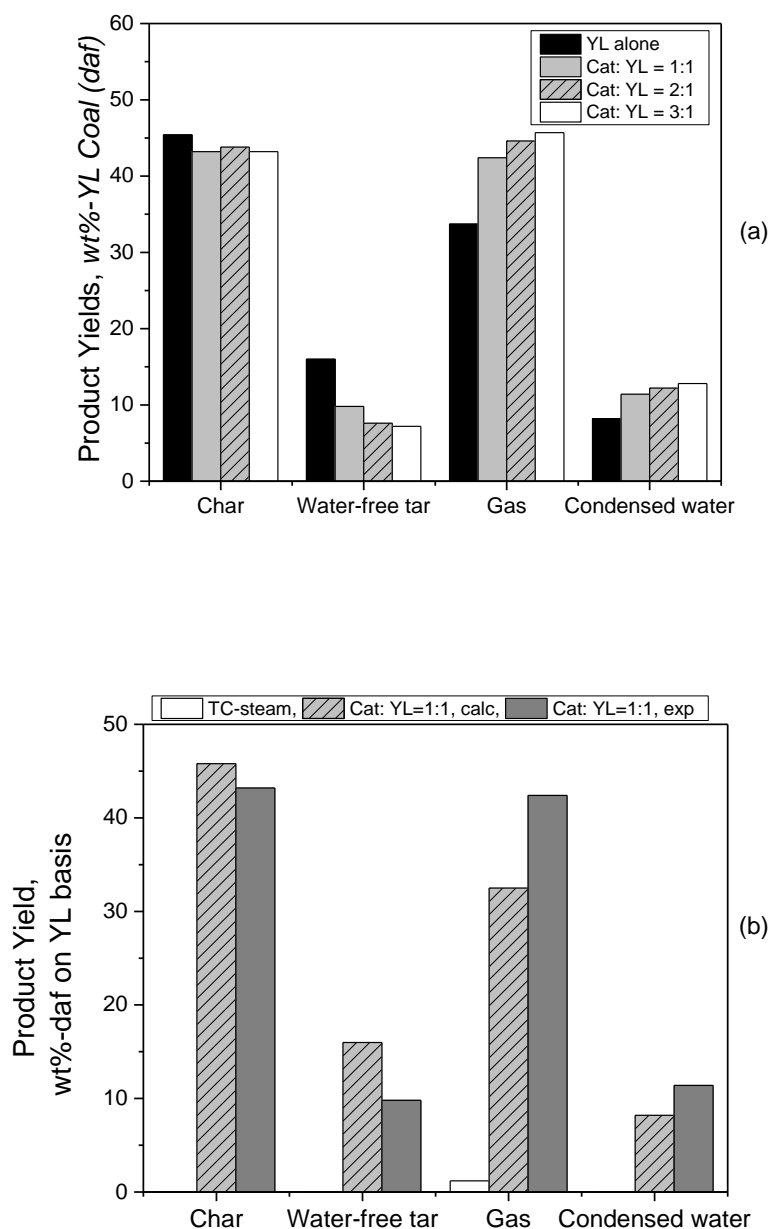 60
50
40
30
20
10
0
Product Yields, wt%-YL Coal (daf)
YL alone
Cat: YL = 1:1
Cat: YL = 2:1
Cat: YL = 3:1
Char Water-free tar Gas Condensed water
(a)
TC-steam, Cat: YL=1:1, calc, Cat: YL=1:1, exp
50
40
30
20
10
0
Product Yield,
wt%-daf on YL basis
Char Water-free tar Gas Condensed water
(b)